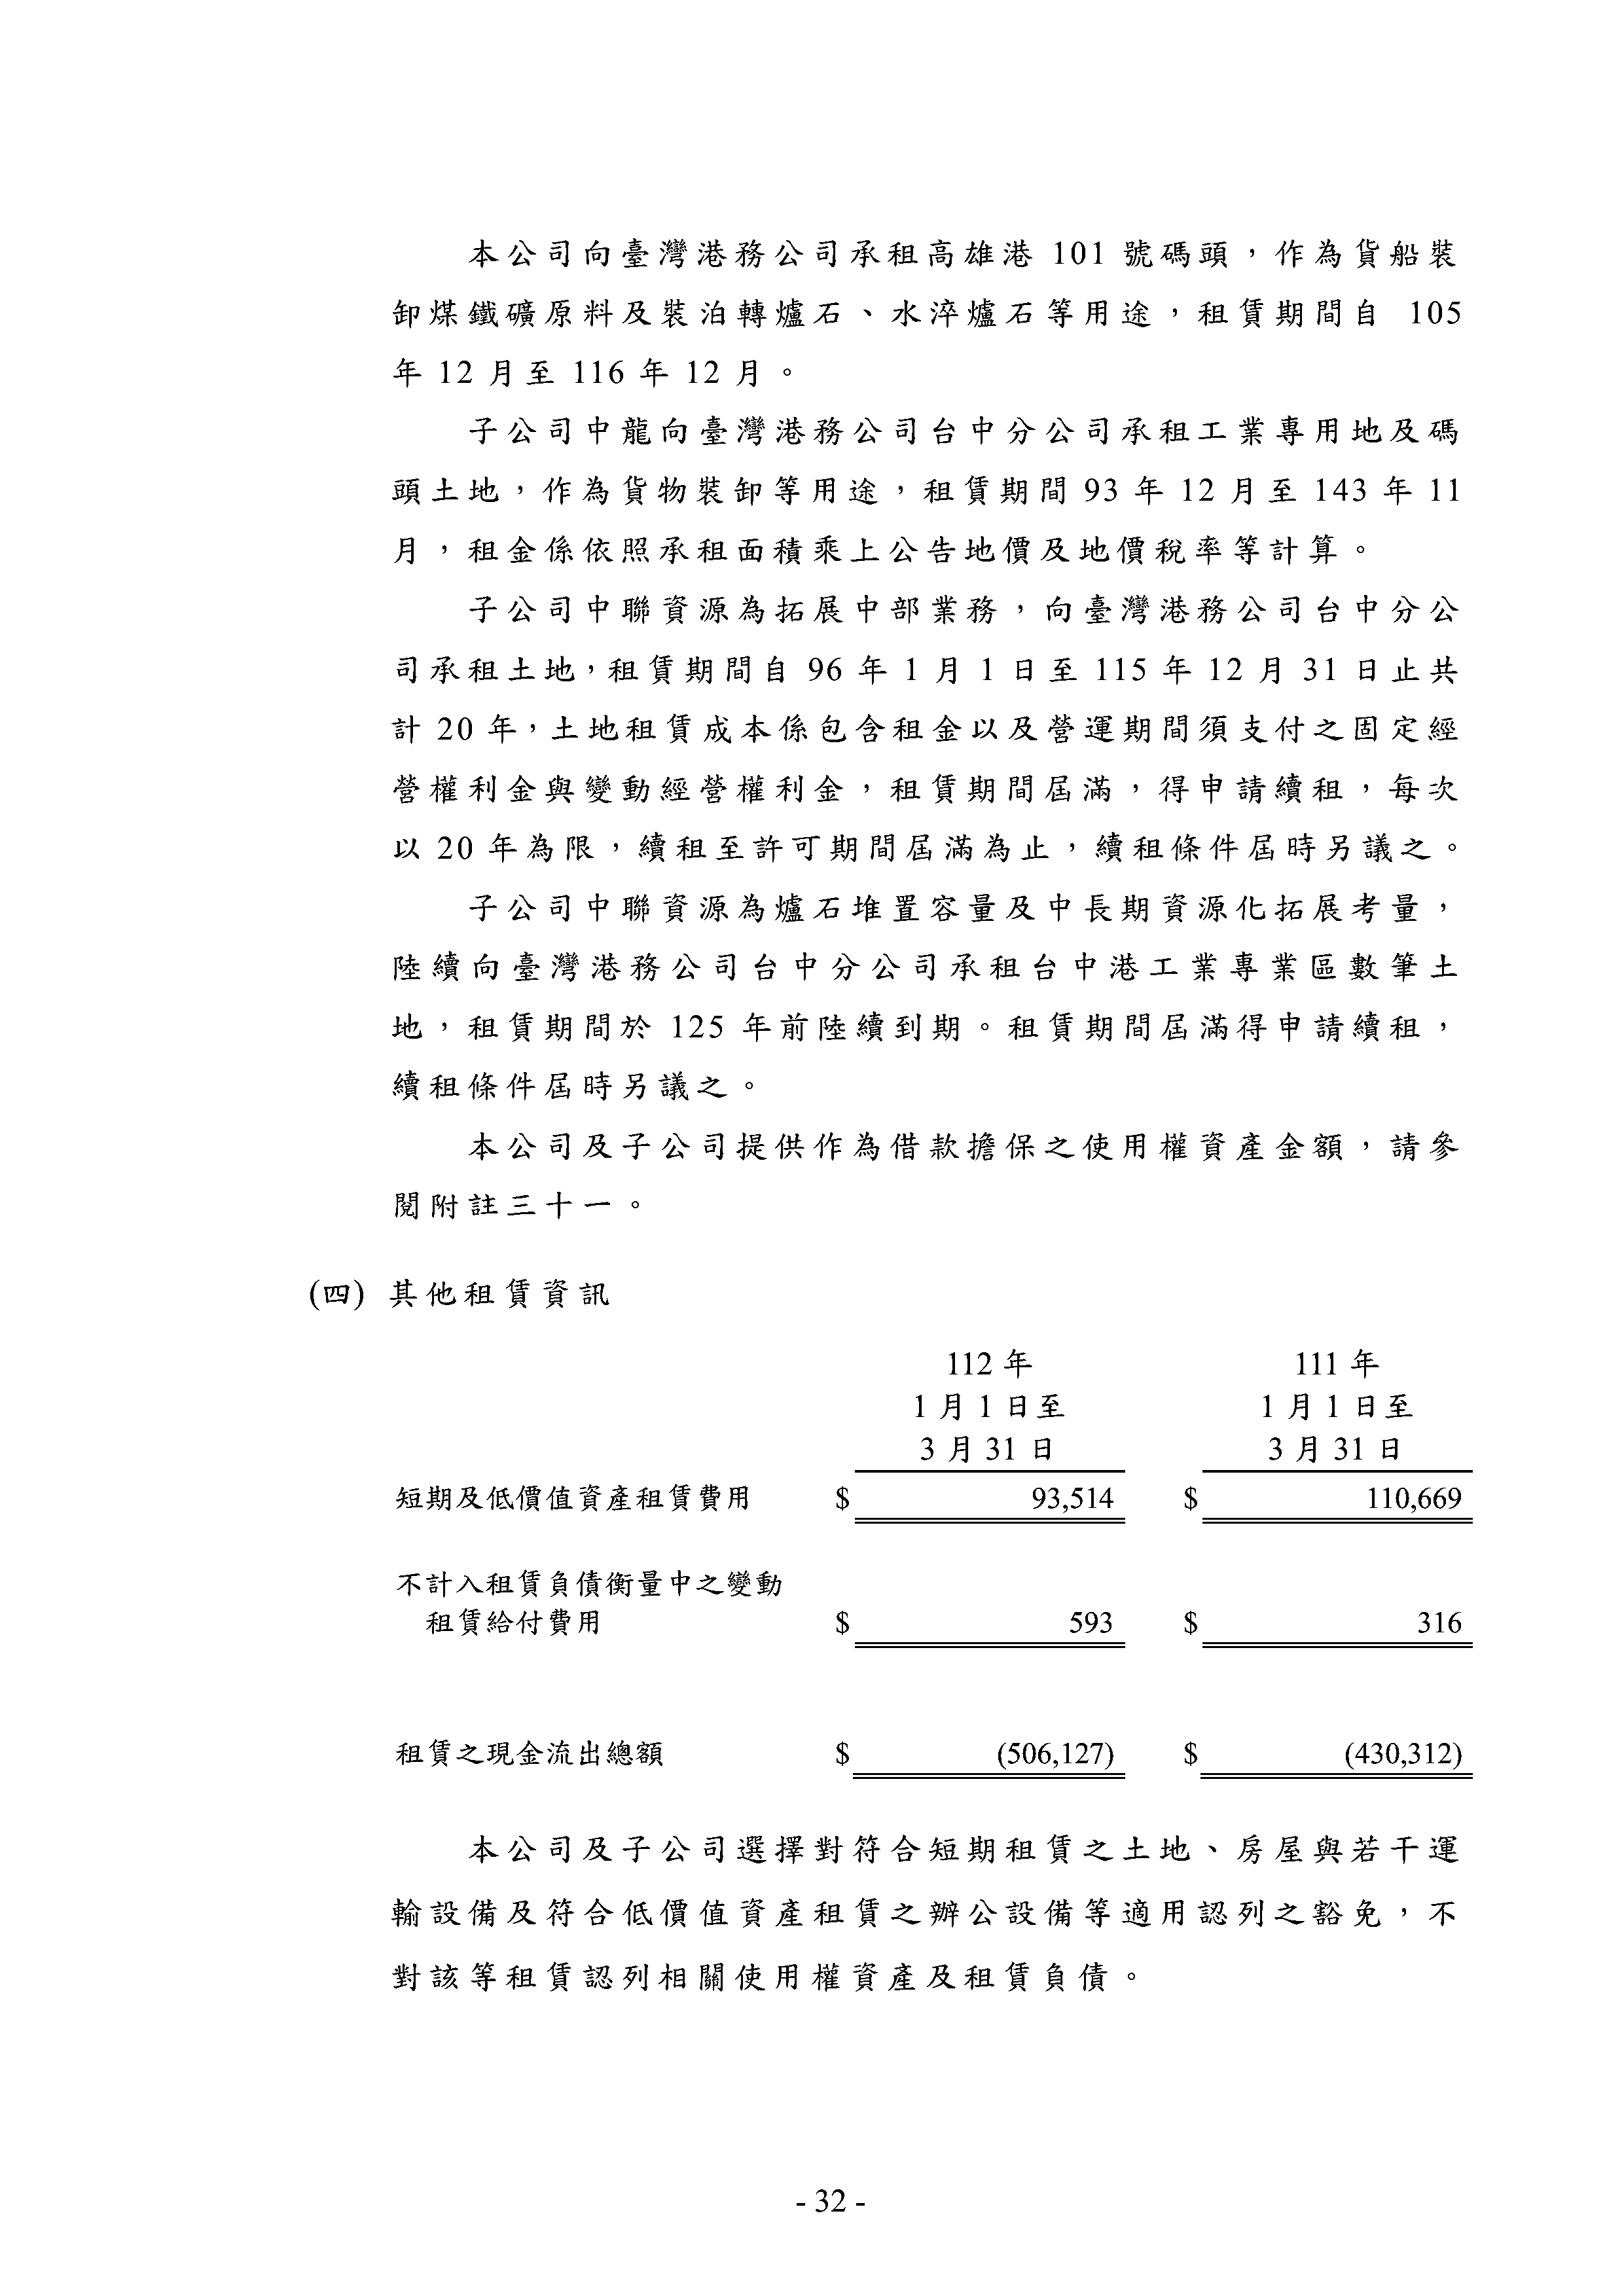 本公司向臺灣港務公司承租高雄港 101 號碼頭，作為貨船裝
卸煤鐵礦原料及裝泊轉爐石、水淬爐石等用途，租賃期間自 105
年 12 月至 116 年 12 月。
子公司中龍向臺灣港務公司台中分公司承租工業專用地及碼
頭土地，作為貨物裝卸等用途，租賃期間 93 年 12 月至 143 年 11
月，租金係依照承租面積乘上公告地價及地價稅率等計算。
子公司中聯資源為拓展中部業務，向臺灣港務公司台中分公
司承租土地，租賃期間自 96 年 1 月 1 日至 115 年 12 月 31 日止共
計 20 年，土地租賃成本係包含租金以及營運期間須支付之固定經
營權利金與變動經營權利金，租賃期間屆滿，得申請續租，每次
以 20 年為限，續租至許可期間屆滿為止，續租條件屆時另議之。
子公司中聯資源為爐石堆置容量及中長期資源化拓展考量，
陸續向臺灣港務公司台中分公司承租台中港工業專業區數筆土
地，租賃期間於 125 年前陸續到期。租賃期間屆滿得申請續租，
續租條件屆時另議之。
本公司及子公司提供作為借款擔保之使用權資產金額，請參
閱附註三十一。
(四) 其他租賃資訊
112 年 111 年
1 月 1 日至 1 月 1 日至
3 月 31 日 3 月 31 日
短期及低價值資產租賃費用 $ 93,514 $ 110,669
不計入租賃負債衡量中之變動
租賃給付費用 $ 593 $ 316
租賃之現金流出總額 $ (506,127) $ (430,312)
本公司及子公司選擇對符合短期租賃之土地、房屋與若干運
輸設備及符合低價值資產租賃之辦公設備等適用認列之豁免，不
對該等租賃認列相關使用權資產及租賃負債。
- 32 -